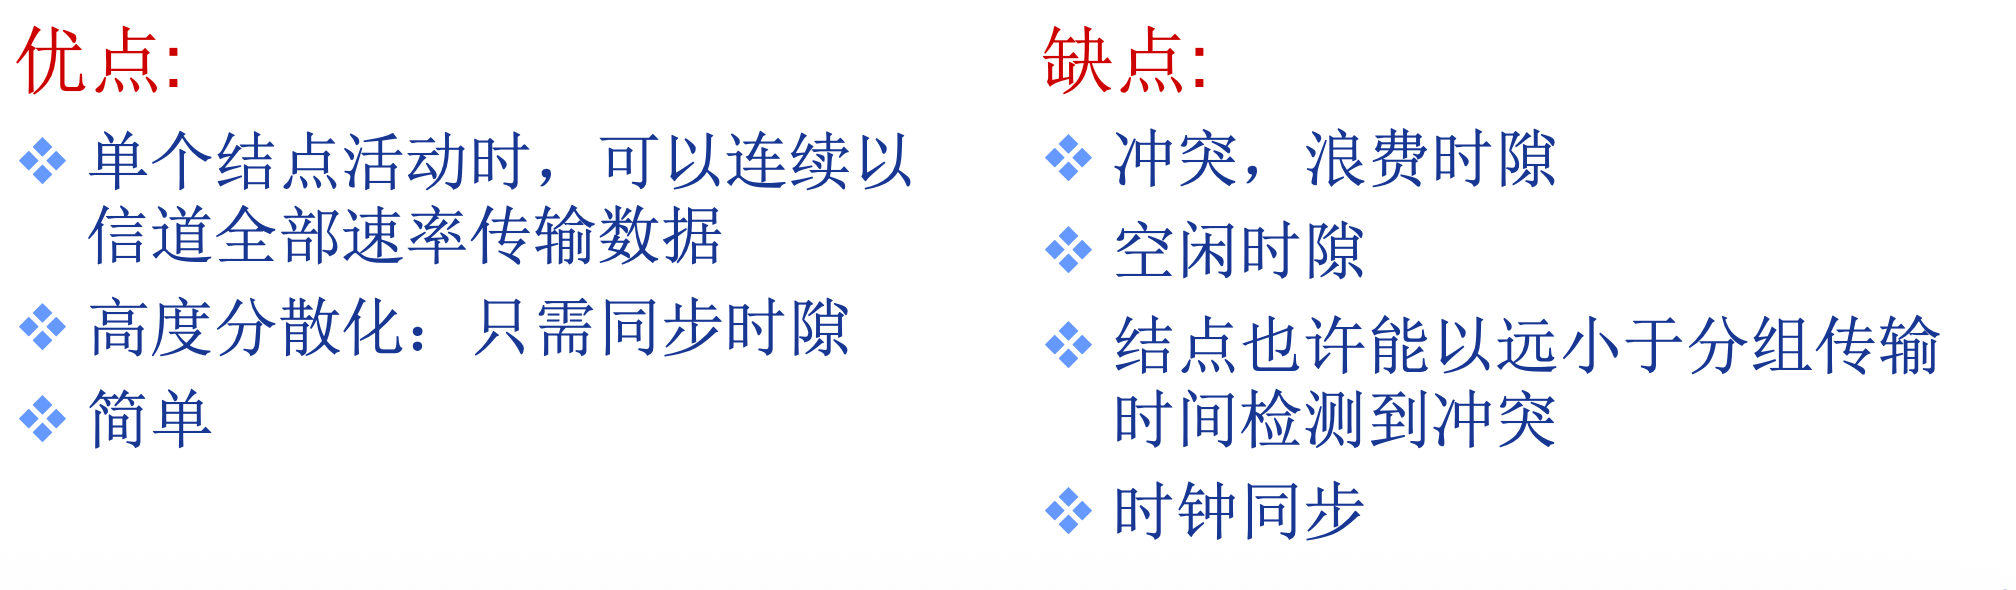 优点:
单个结点活动时，可以连续以
信道全部速率传输数据
高度分散化：只需同步时隙
简单
缺点:
冲突，浪费时隙
空闲时隙
结点也许能以远小于分组传输
时间检测到冲突
时钟同步